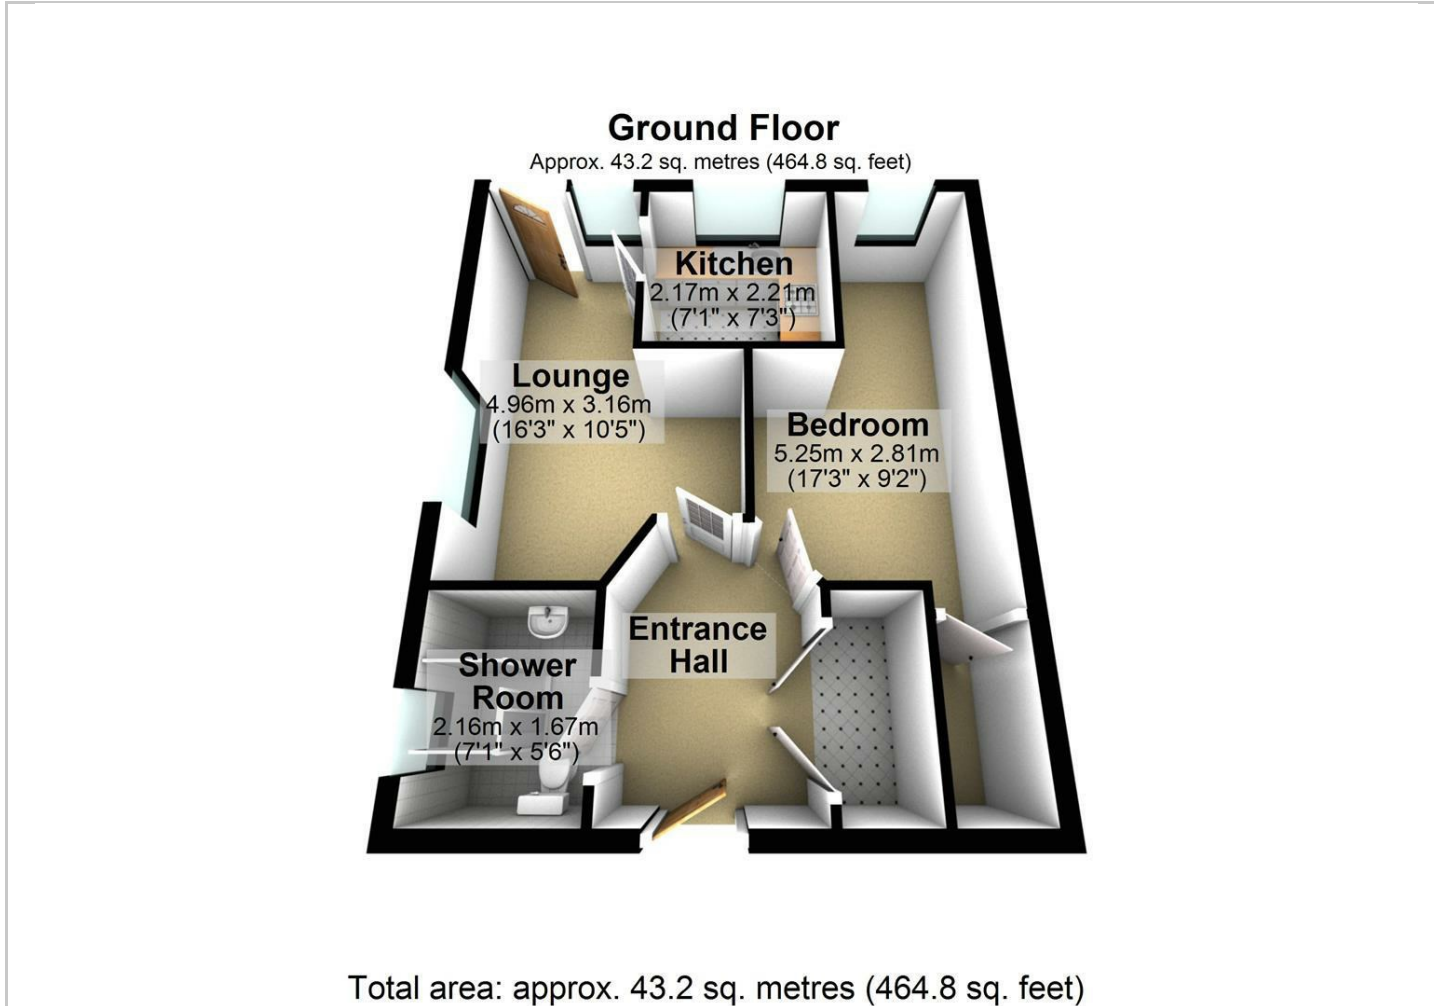 Ground Floor
Approx. 43.2 sq. metres (464.8 sq. feet)
Kitchen
2.17m x 2.21m
(7'1" x 7'3")
Lounge
4.96m x 3.16m
(16'3" x 10'5")
Bedroom
5.25m x 2.81m
(17'3" x 9'2")
Entrance
Hall
Shower
Room
2.16m x 1.67m
(7'1" x 5'6")
Total area: approx. 43.2 sq. metres (464.8 sq. feet)